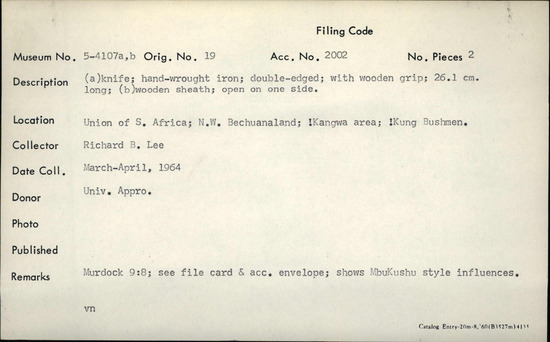 Filing Code
Museum No. 5-4107a,b Orig. No. 19 Acc. No. 2002 No. Pieces 2
Description (a)knife; hand-wrought iron; double-edged; with wooden grip; 26.1 cm.
long; (b)wooden sheath; open on one side.
Location Union of S. Africa; N.W. Bechuanaland; !Kangwa area; !Kung Bushmen.
Collector Richard B. Lee
Date Coll. March-April, 1964
Donor Univ. Appro.
Photo
Published
Remarks Murdock 9:8; see file card & acc. envelope; shows MbuKushu style influences.
vn
Catalog Entry-20m-8,'60(B3527m)4135